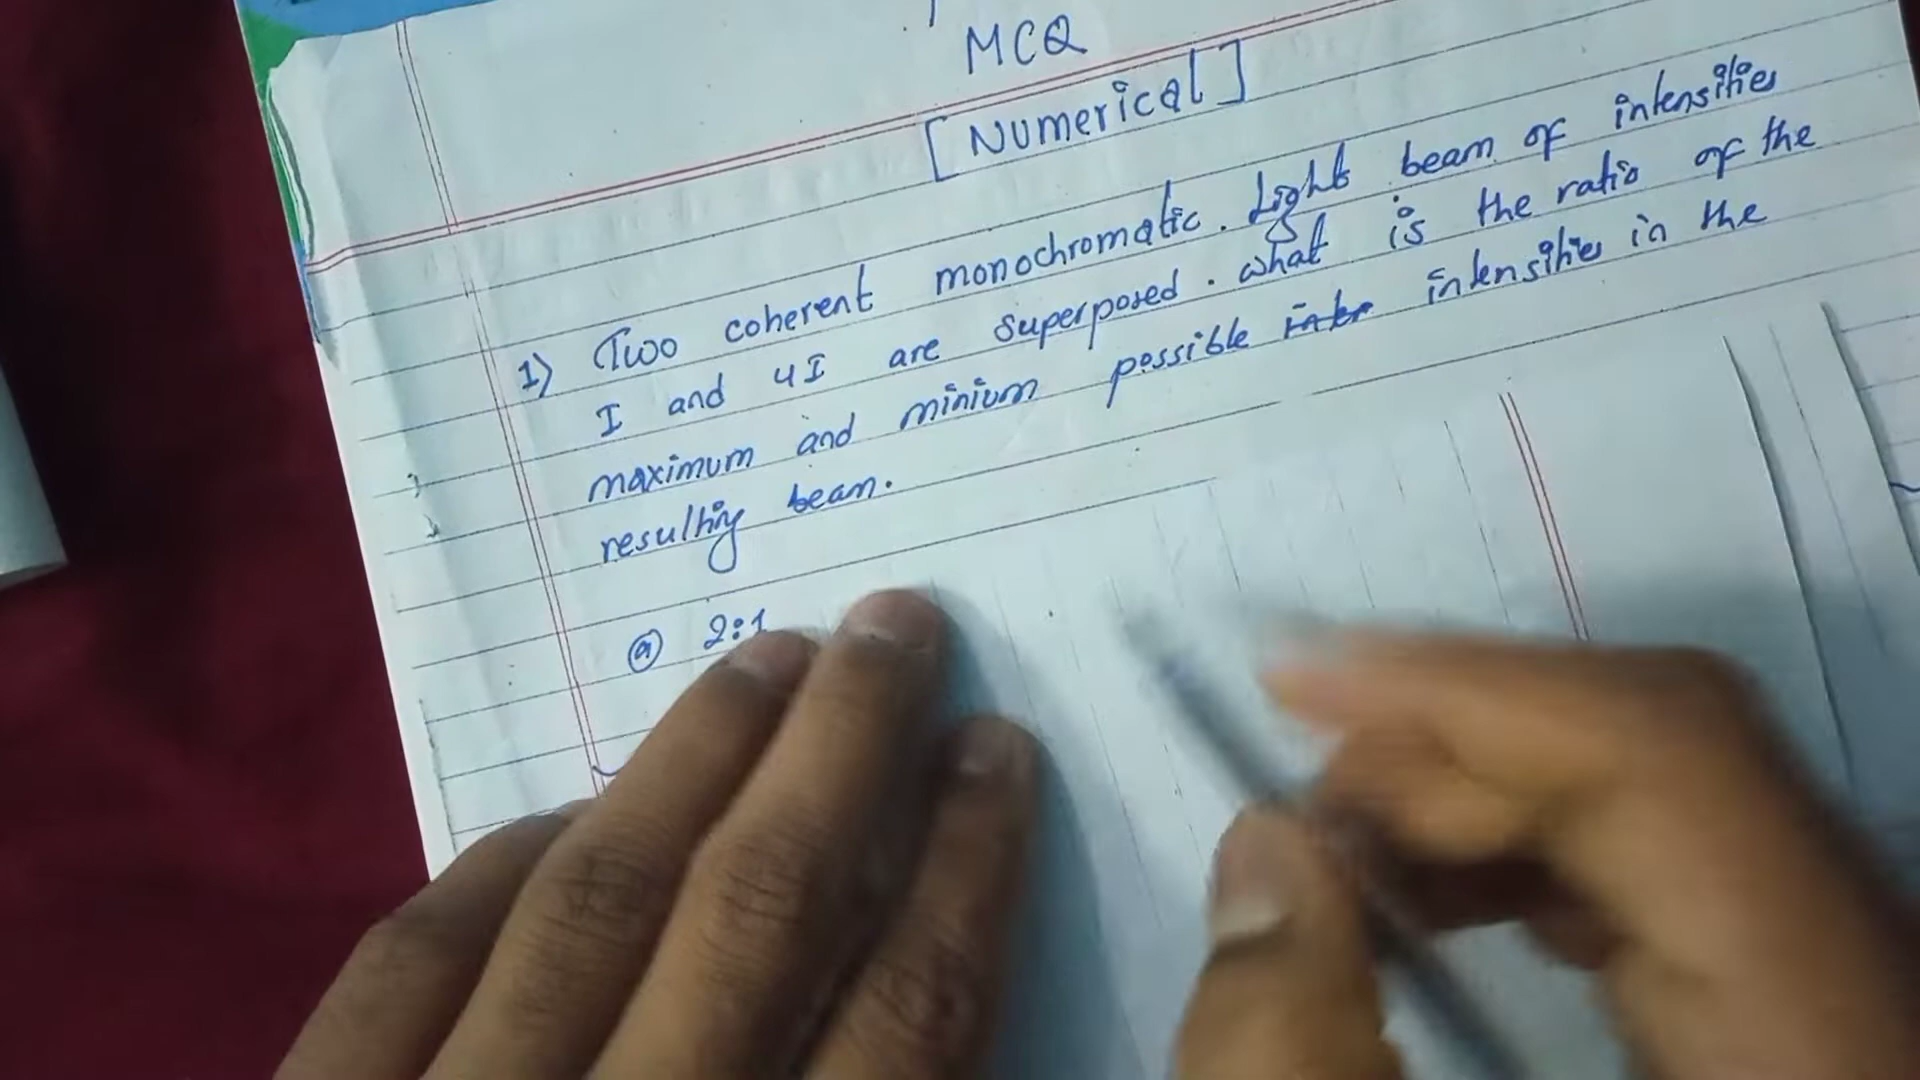 MCQ
[Numerical]
1) Two coherent monochromatic. Light beam of intensities
I and 4I are superposed. what is the ratio of the
maximum and minium possible intensities in the
resulting beam.
(a) 2:1